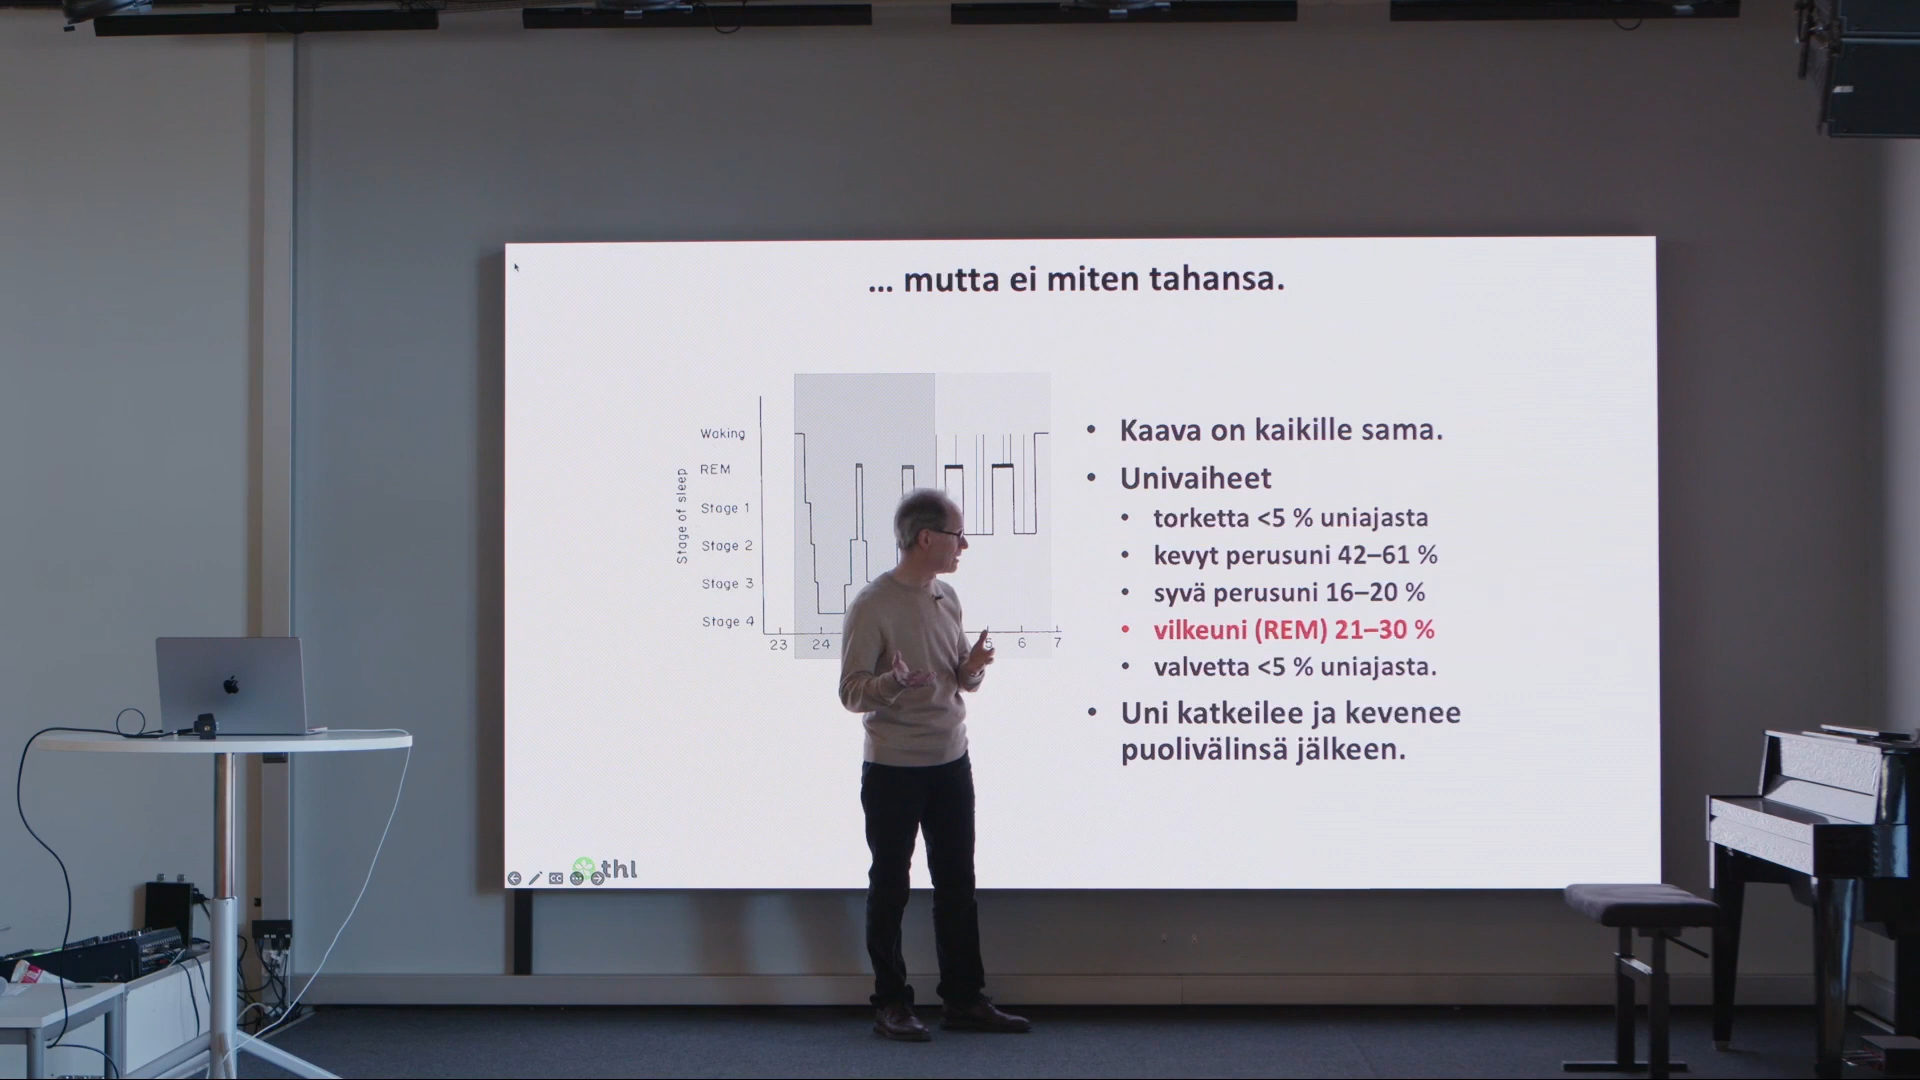 ... mutta ei miten tahansa.
Stage of sleep
Waking
REM
Stage 1
Stage 2
Stage 3
Stage 4
23 24 5 6 7
• Kaava on kaikille sama.
• Univaiheet
• torketta <5 % uniajasta
• kevyt perusuni 42–61 %
• syvä perusuni 16–20 %
• vilkeuni (REM) 21–30 %
• valvetta <5 % uniajasta.
• Uni katkeilee ja kevenee
puolivälinsä jälkeen.
CC
thl